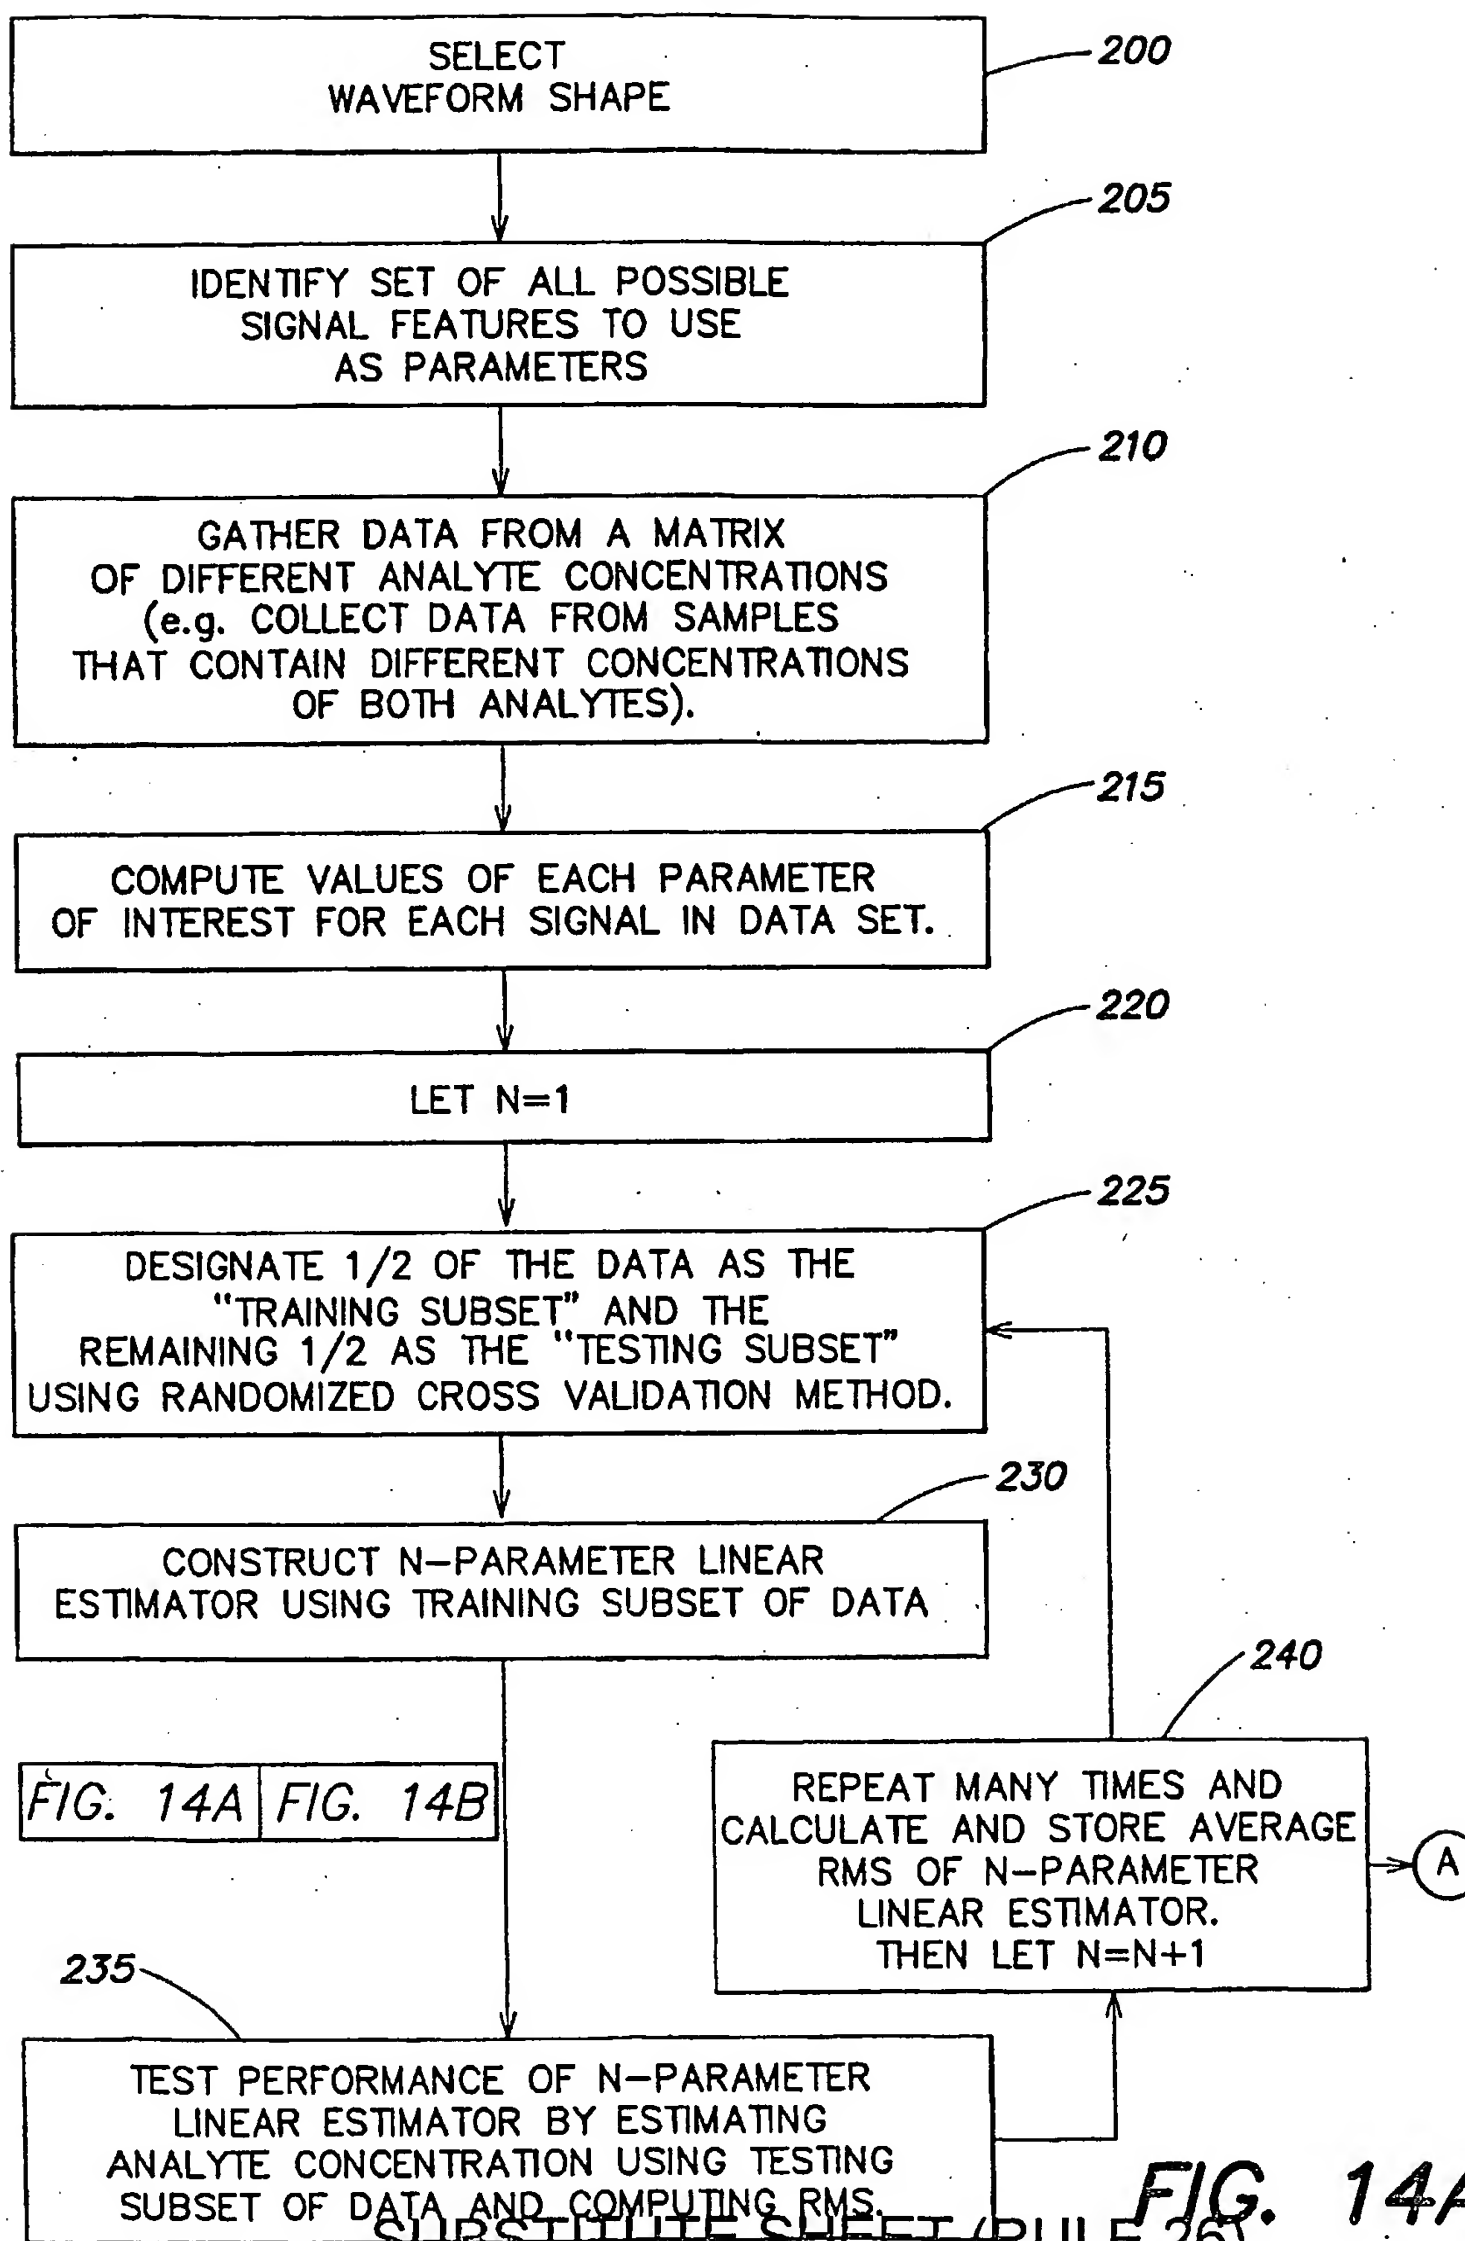 SELECT
WAVEFORM SHAPE
200
205
IDENTIFY SET OF ALL POSSIBLE
SIGNAL FEATURES TO USE
AS PARAMETERS
210
GATHER DATA FROM A MATRIX
OF DIFFERENT ANALYTE CONCENTRATIONS
(e.g. COLLECT DATA FROM SAMPLES
THAT CONTAIN DIFFERENT CONCENTRATIONS
OF BOTH ANALYTES).
215
COMPUTE VALUES OF EACH PARAMETER
OF INTEREST FOR EACH SIGNAL IN DATA SET.
220
LET N=1
225
DESIGNATE 1/2 OF THE DATA AS THE
"TRAINING SUBSET" AND THE
REMAINING 1/2 AS THE "TESTING SUBSET"
USING RANDOMIZED CROSS VALIDATION METHOD.
230
CONSTRUCT N-PARAMETER LINEAR
ESTIMATOR USING TRAINING SUBSET OF DATA
240
FIG. 14A FIG. 14B
REPEAT MANY TIMES AND
CALCULATE AND STORE AVERAGE
RMS OF N-PARAMETER
LINEAR ESTIMATOR.
THEN LET N=N+1
A
235
TEST PERFORMANCE OF N-PARAMETER
LINEAR ESTIMATOR BY ESTIMATING
ANALYTE CONCENTRATION USING TESTING
SUBSET OF DATA AND COMPUTING RMS.
FIG. 14A
SUBSTITUTE SHEET (RULE 26)